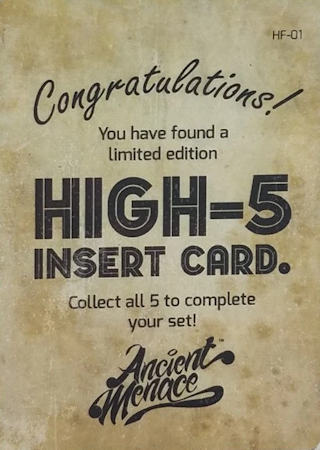 HF-01
Congratulations!
You have found a
limited edition
HIGH-5
INSERT CARD.
Collect all 5 to complete
your set!
Ancient
Menace™